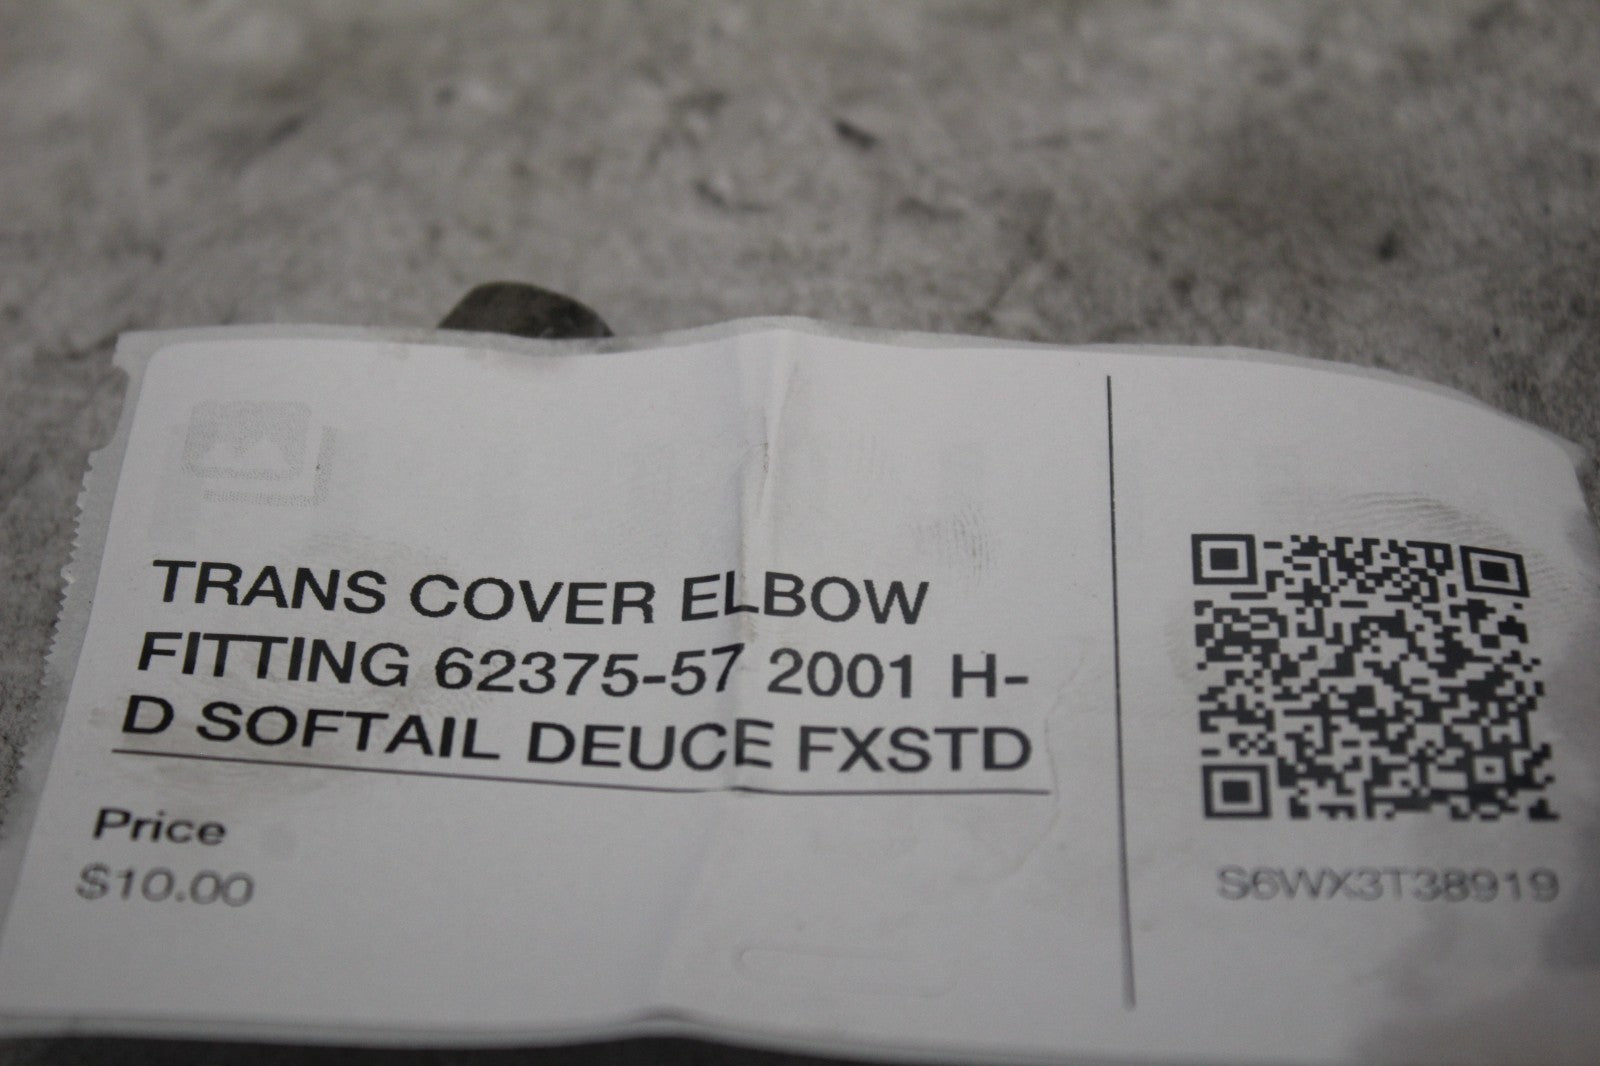 TRANS COVER ELBOW
FITTING 62375-57 2001 H-
D SOFTAIL DEUCE FXSTD
Price
$10.00
S6WX3T38919